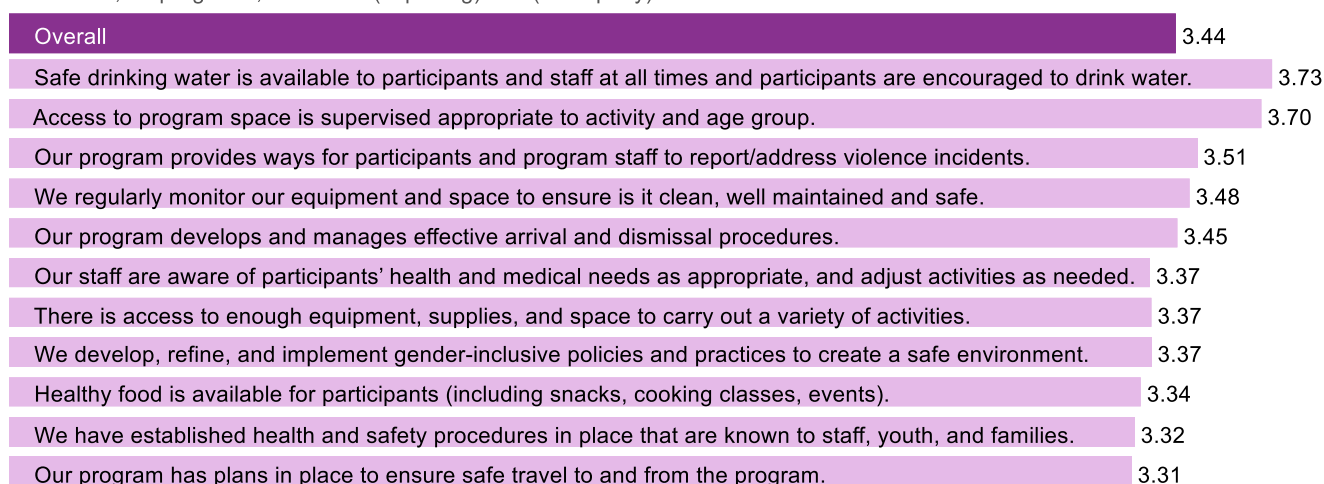 Overall 3.44
Safe drinking water is available to participants and staff at all times and participants are encouraged to drink water. 3.73
Access to program space is supervised appropriate to activity and age group. 3.70
Our program provides ways for participants and program staff to report/address violence incidents. 3.51
We regularly monitor our equipment and space to ensure is it clean, well maintained and safe. 3.48
Our program develops and manages effective arrival and dismissal procedures. 3.45
Our staff are aware of participants’ health and medical needs as appropriate, and adjust activities as needed. 3.37
There is access to enough equipment, supplies, and space to carry out a variety of activities. 3.37
We develop, refine, and implement gender-inclusive policies and practices to create a safe environment. 3.37
Healthy food is available for participants (including snacks, cooking classes, events). 3.34
We have established health and safety procedures in place that are known to staff, youth, and families. 3.32
Our program has plans in place to ensure safe travel to and from the program. 3.31